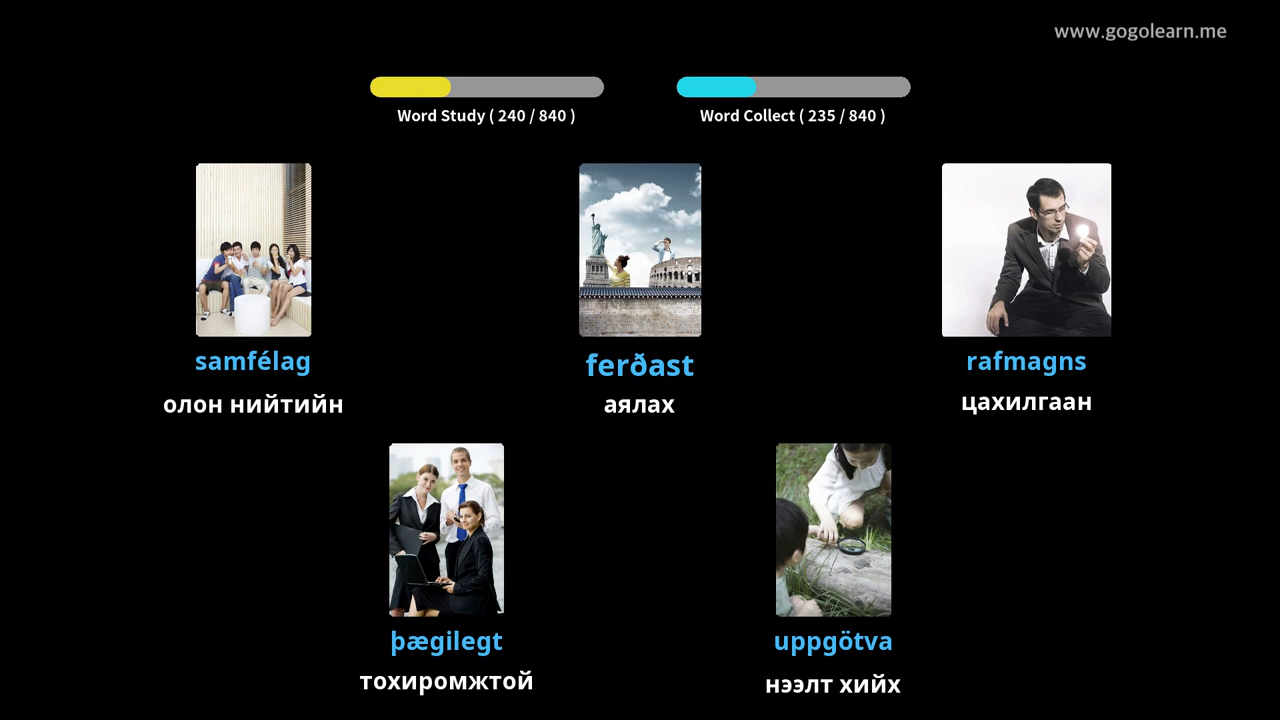 www.gogolearn.me
Word Study ( 240 / 840 )
Word Collect ( 235 / 840 )
samfélag
ferðast
rafmagns
олон нийтийн
аялах
цахилгаан
þægilegt
uppgötva
тохиромжтой
нээлт хийх